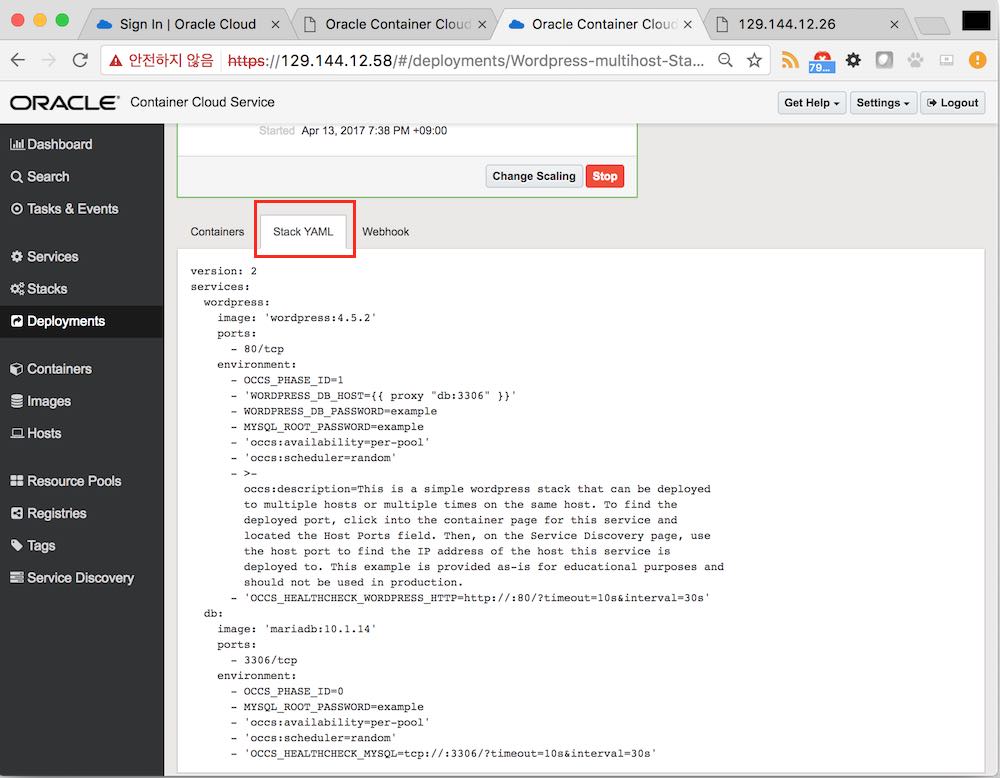 Sign In | Oracle Cloud
Oracle Container Cloud
Oracle Container Cloud
129.144.12.26
안전하지 않음 https://129.144.12.58/#/deployments/Wordpress-multihost-Sta...
79...
ORACLE® Container Cloud Service
Get Help
Settings
Logout
Dashboard
Search
Tasks & Events
Services
Stacks
Deployments
Containers
Images
Hosts
Resource Pools
Registries
Tags
Service Discovery
Started Apr 13, 2017 7:38 PM +09:00
Change Scaling
Stop
Containers
Stack YAML
Webhook
version: 2
services:
wordpress:
image: 'wordpress:4.5.2'
ports:
- 80/tcp
environment:
- OCCS_PHASE_ID=1
- 'WORDPRESS_DB_HOST={{ proxy "db:3306" }}'
- WORDPRESS_DB_PASSWORD=example
- MYSQL_ROOT_PASSWORD=example
- 'occs:availability=per-pool'
- 'occs:scheduler=random'
- >-
occs:description=This is a simple wordpress stack that can be deployed
to multiple hosts or multiple times on the same host. To find the
deployed port, click into the container page for this service and
located the Host Ports field. Then, on the Service Discovery page, use
the host port to find the IP address of the host this service is
deployed to. This example is provided as-is for educational purposes and
should not be used in production.
- 'OCCS_HEALTHCHECK_WORDPRESS_HTTP=http://:80/?timeout=10s&interval=30s'
db:
image: 'mariadb:10.1.14'
ports:
- 3306/tcp
environment:
- OCCS_PHASE_ID=0
- MYSQL_ROOT_PASSWORD=example
- 'occs:availability=per-pool'
- 'occs:scheduler=random'
- 'OCCS_HEALTHCHECK_MYSQL=tcp://:3306/?timeout=10s&interval=30s'